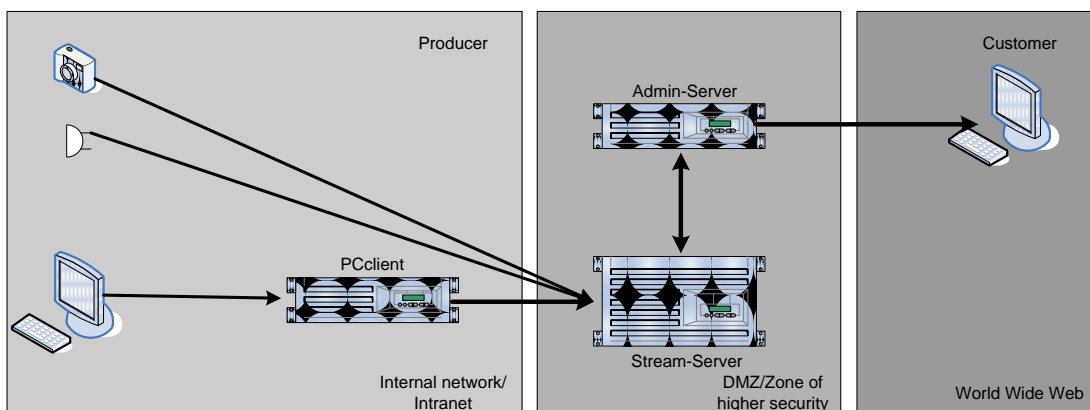 Producer
Customer
Admin-Server
PCclient
Stream-Server
Internal network/
Intranet
DMZ/Zone of
higher security
World Wide Web